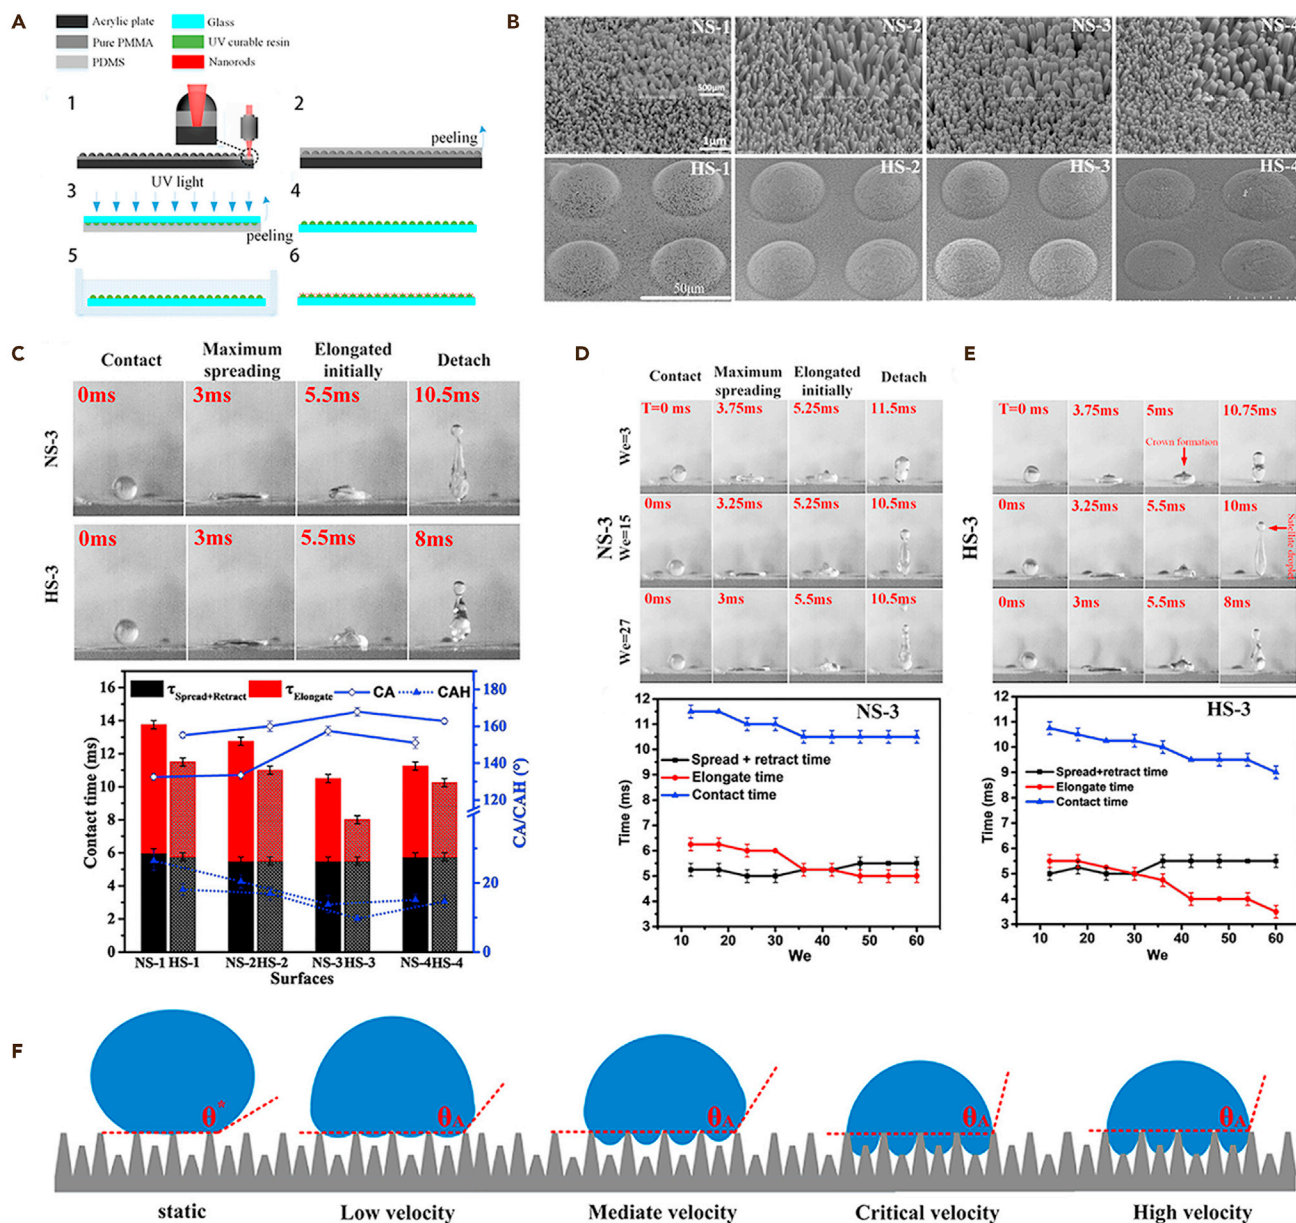 A
Acrylic plate
Glass
Pure PMMA
UV curable resin
PDMS
Nanorods
1
2
peeling
UV light
3
4
peeling
5
6
B
NS-1
NS-2
NS-3
NS-4
500μm
1μm
HS-1
HS-2
HS-3
HS-4
50μm
C
Contact
Maximum spreading
Elongated initially
Detach
NS-3
0ms
3ms
5.5ms
10.5ms
HS-3
0ms
3ms
5.5ms
8ms
τSpread+Retract
τElongate
CA
CAH
Contact time (ms)
16
14
12
10
8
6
4
2
0
CA/CAH (°)
180
170
160
150
140
130
120
20
0
NS-1 HS-1
NS-2 HS-2
NS-3 HS-3
NS-4 HS-4
Surfaces
D
Contact
Maximum spreading
Elongated initially
Detach
NS-3
We=3
T=0 ms
3.75ms
5.25ms
11.5ms
We=15
0ms
3.25ms
5.25ms
10.5ms
We=27
0ms
3ms
5.5ms
10.5ms
NS-3
Spread + retract time
Elongate time
Contact time
Time (ms)
12
11
10
9
8
7
6
5
4
3
10
20
30
40
50
60
We
E
HS-3
T=0 ms
3.75ms
5ms
10.75ms
Crown formation
0ms
3.25ms
5.5ms
10ms
Satellite droplet
0ms
3ms
5.5ms
8ms
HS-3
Spread+retract time
Elongate time
Contact time
Time (ms)
12
11
10
9
8
7
6
5
4
3
10
20
30
40
50
60
We
F
θ*
θA
θA
θA
θA
static
Low velocity
Mediate velocity
Critical velocity
High velocity